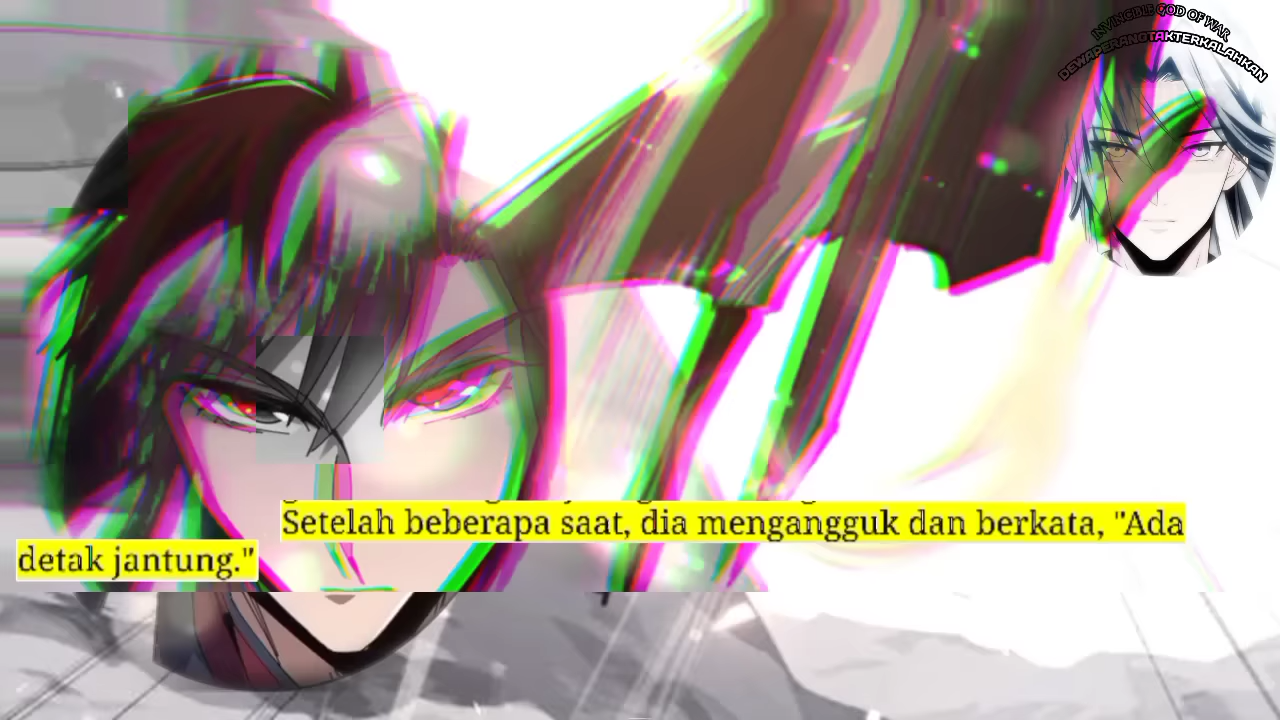 INVINCIBLE GOD OF WAR
DEWAPERANGTAKTERKALAHKAN
Setelah beberapa saat, dia mengangguk dan berkata, "Ada
detak jantung."